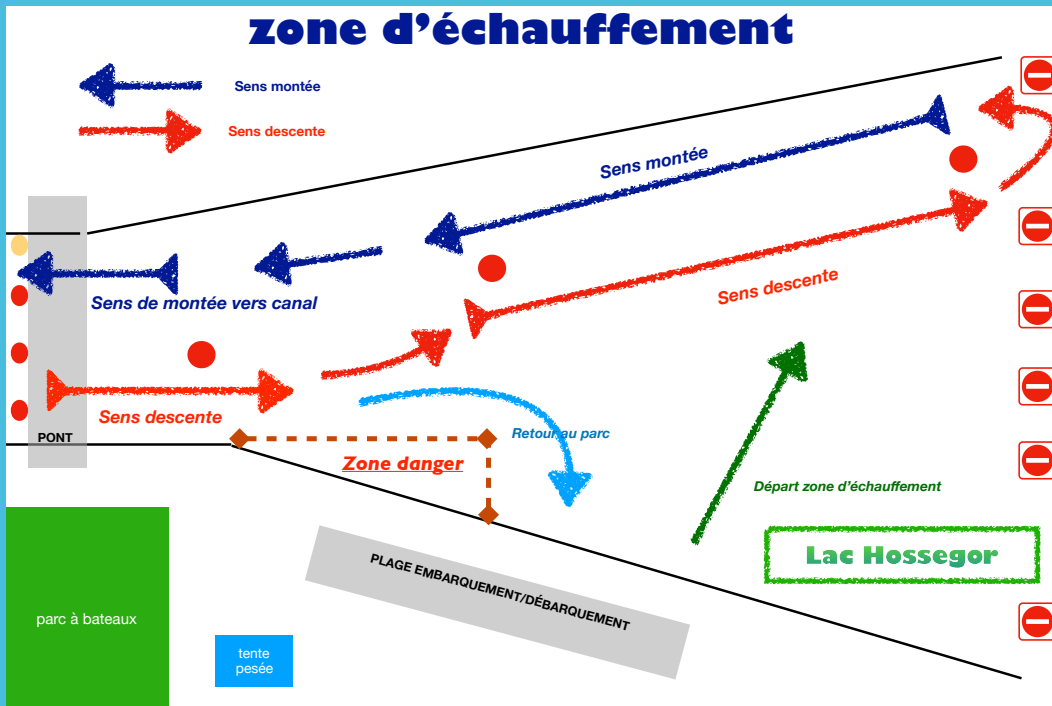 zone d'échauffement
Sens montée
Sens descente
Sens montée
Sens de montée vers canal
Sens descente
Sens descente
PONT
Retour au parc
Zone danger
Départ zone d'échauffement
Lac Hossegor
PLAGE EMBARQUEMENT/DÉBARQUEMENT
parc à bateaux
tente
pesée